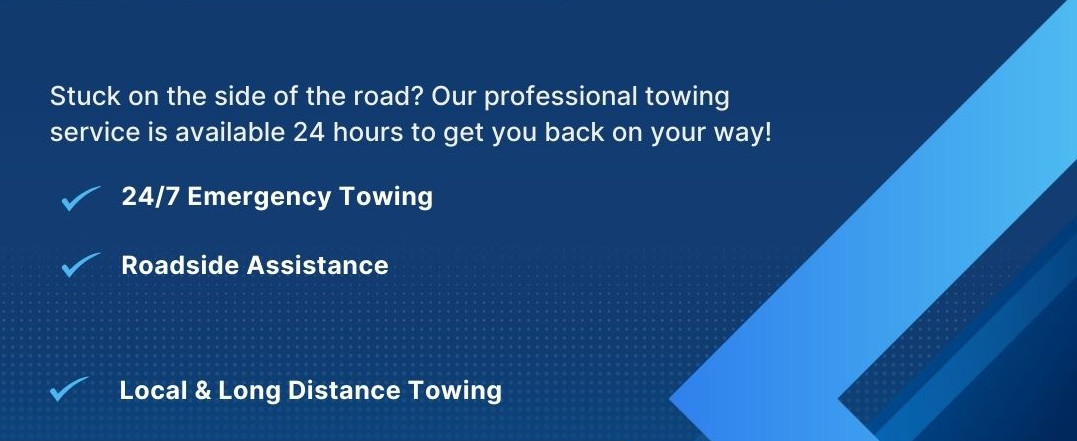 Stuck on the side of the road? Our professional towing
service is available 24 hours to get you back on your way!
24/7 Emergency Towing
Roadside Assistance
Local & Long Distance Towing